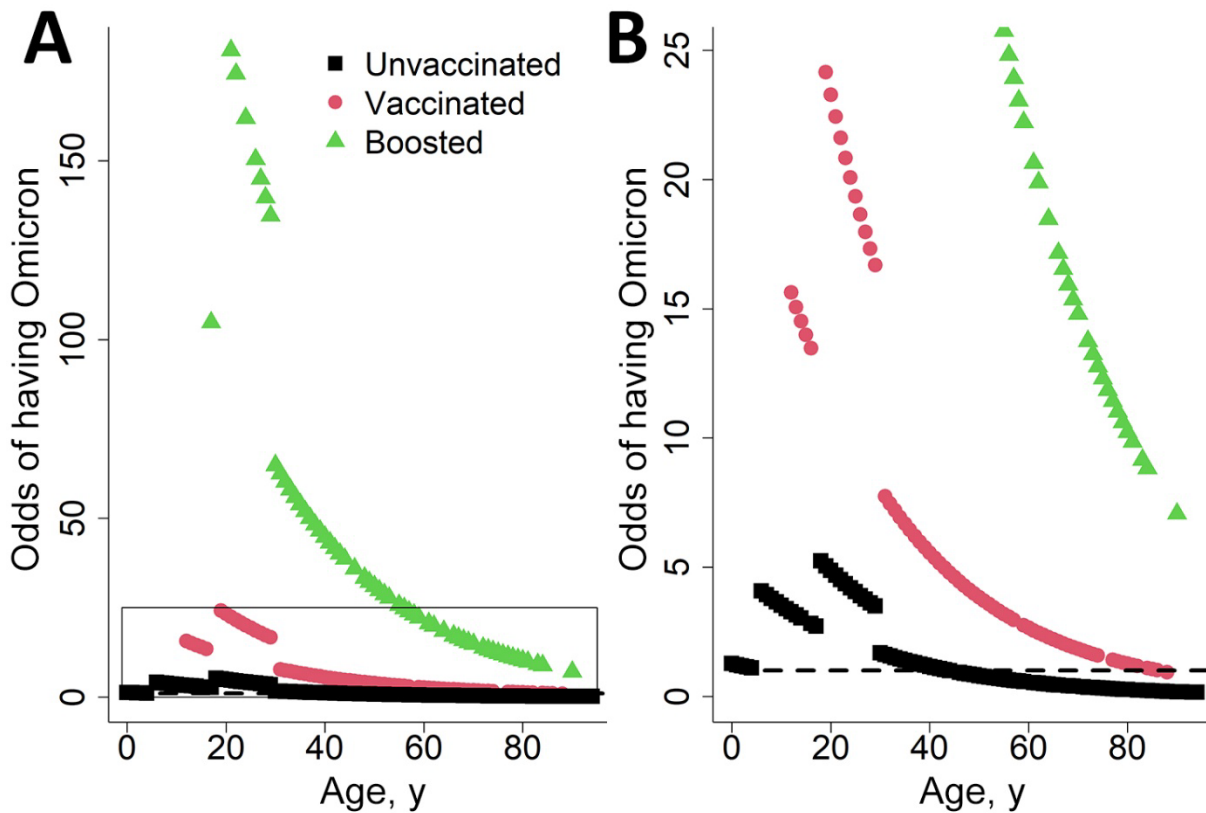 A
Unvaccinated
Vaccinated
Boosted
Odds of having Omicron
0
50
100
150
0
20
40
60
80
Age, y
B
Odds of having Omicron
0
5
10
15
20
25
0
20
40
60
80
Age, y